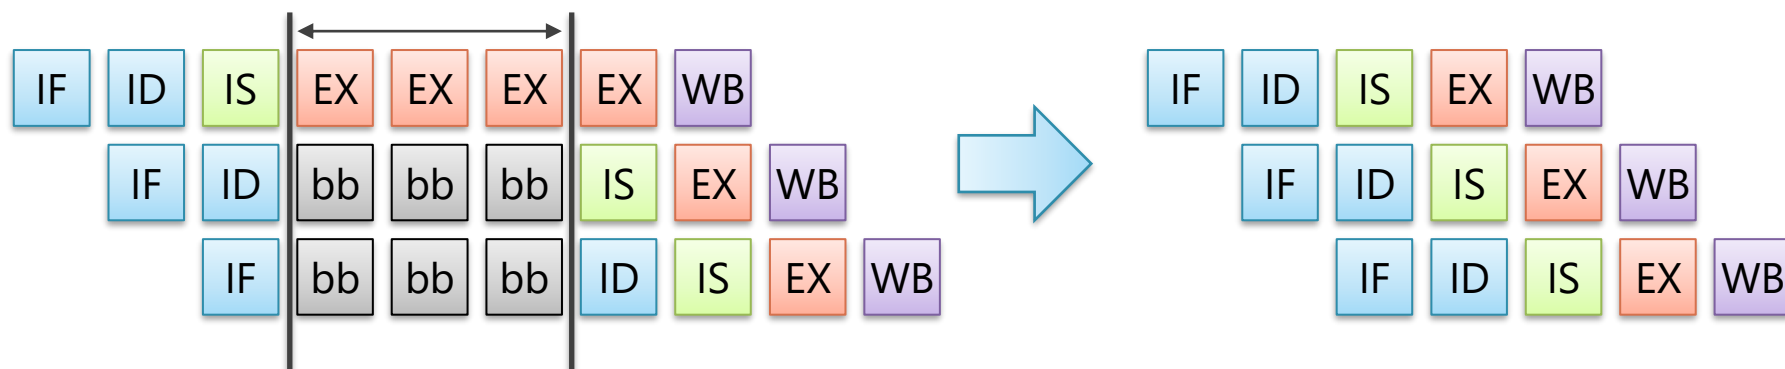 IF ID IS EX EX EX EX WB
IF ID bb bb bb IS EX WB
IF bb bb bb ID IS EX WB
IF ID IS EX WB
IF ID IS EX WB
IF ID IS EX WB